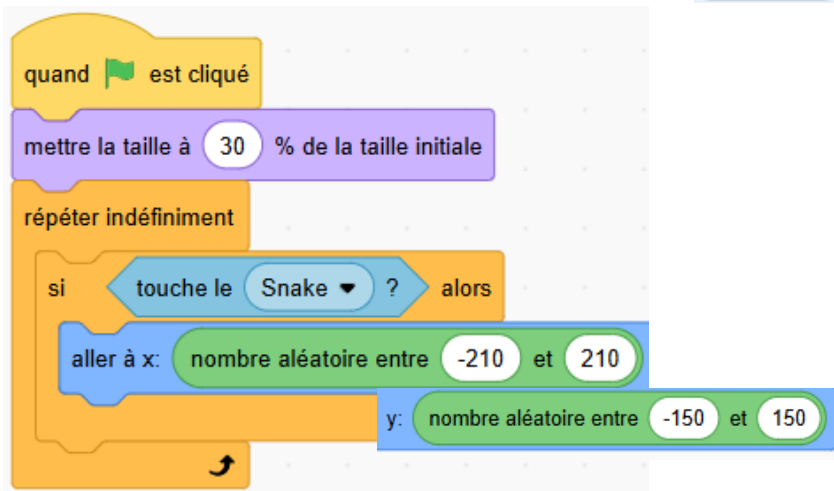 quand est cliqué
mettre la taille à 30 % de la taille initiale
répéter indéfiniment
si touche le Snake ? alors
aller à x: nombre aléatoire entre -210 et 210
y: nombre aléatoire entre -150 et 150